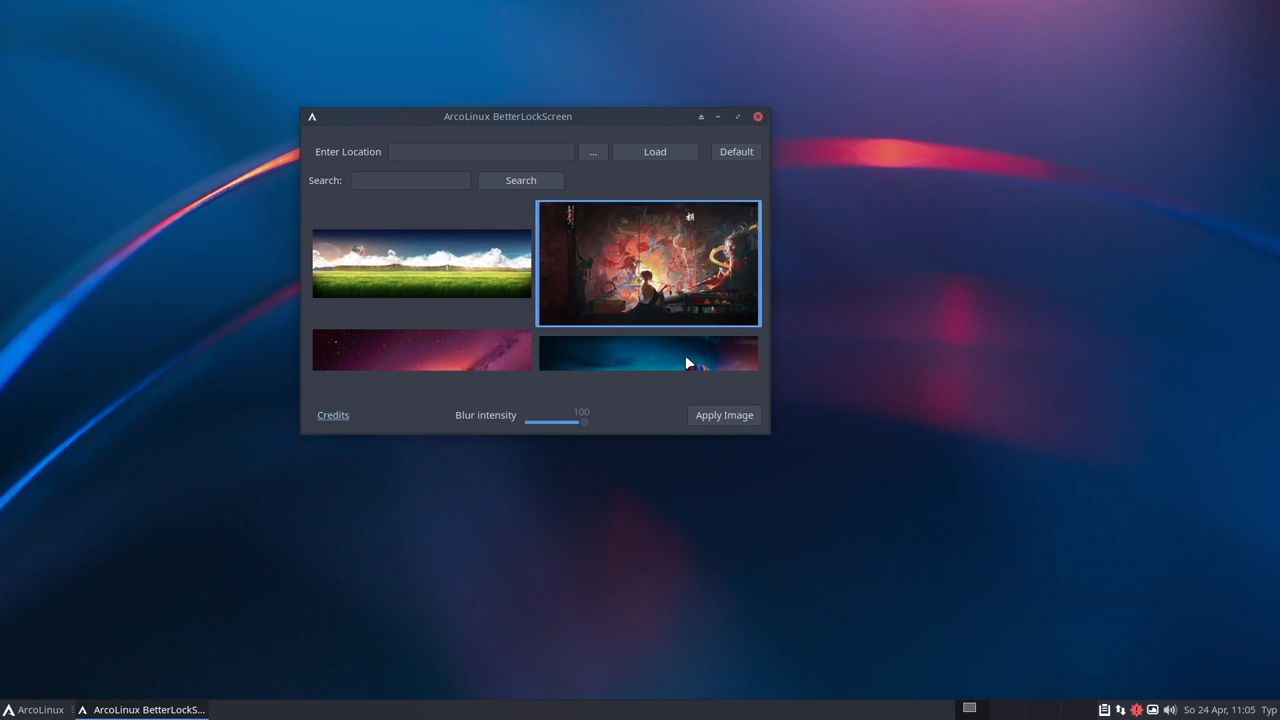 ArcoLinux BetterLockScreen
Enter Location
...
Load
Default
Search:
Search
Credits
Blur intensity
100
Apply Image
ArcoLinux
ArcoLinux BetterLockS...
So 24 Apr, 11:05
Typ